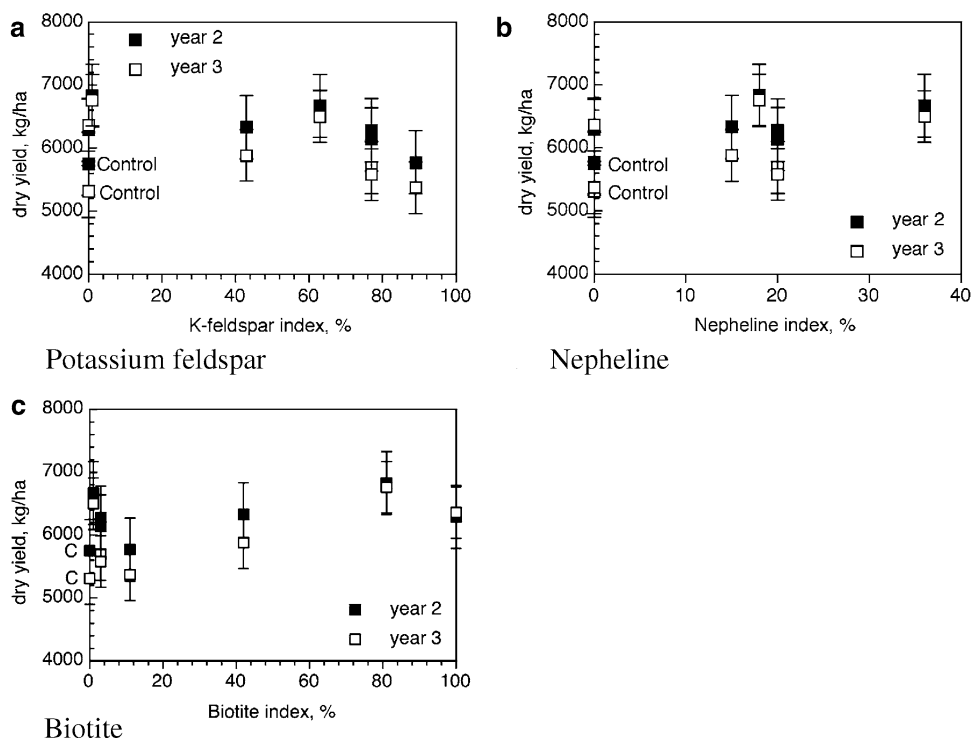 a
8000
7000
6000
5000
4000
dry yield, kg/ha
year 2
year 3
Control
Control
0 20 40 60 80 100
K-feldspar index, %
Potassium feldspar
b
8000
7000
6000
5000
4000
dry yield, kg/ha
Control
Control
year 2
year 3
0 10 20 30 40
Nepheline index, %
Nepheline
c
8000
7000
6000
5000
4000
dry yield, kg/ha
C
C
year 2
year 3
0 20 40 60 80 100
Biotite index, %
Biotite